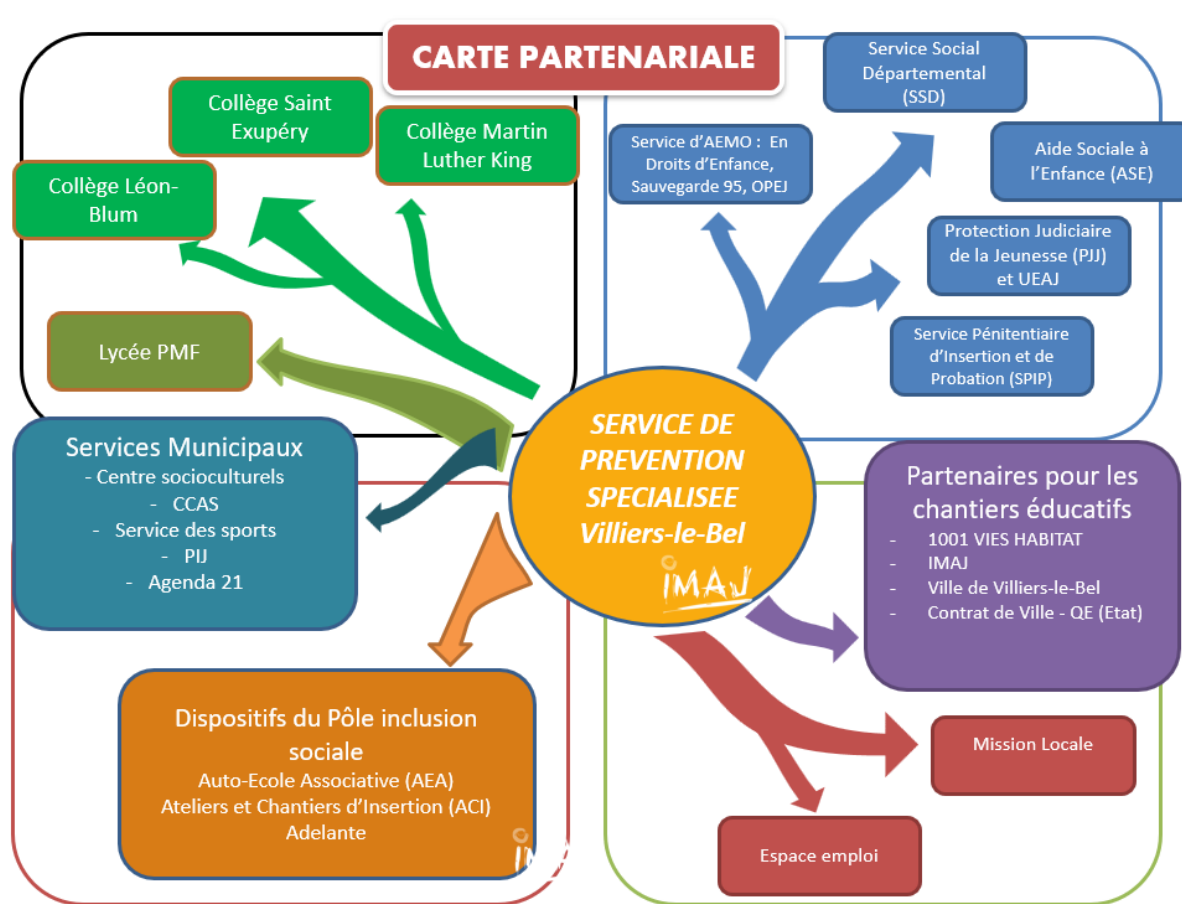 CARTE PARTENARIALE
Collège Saint
Exupéry
Collège Martin
Luther King
Collège Léon-
Blum
Lycée PMF
Service Social
Départemental
(SSD)
Service d'AEMO : En
Droits d'Enfance,
Sauvegarde 95, OPEJ
Aide Sociale à
l'Enfance (ASE)
Protection Judiciaire
de la Jeunesse (PJJ)
et UEAJ
Service Pénitentiaire
d'Insertion et de
Probation (SPIP)
SERVICE DE
PREVENTION
SPECIALISEE
Villiers-le-Bel
iMAJ
Services Municipaux
- Centre socioculturels
- CCAS
- Service des sports
- PIJ
- Agenda 21
Partenaires pour les
chantiers éducatifs
- 1001 VIES HABITAT
- IMAJ
- Ville de Villiers-le-Bel
- Contrat de Ville - QE (Etat)
Dispositifs du Pôle inclusion
sociale
Auto-Ecole Associative (AEA)
Ateliers et Chantiers d'Insertion (ACI)
Adelante
Mission Locale
Espace emploi